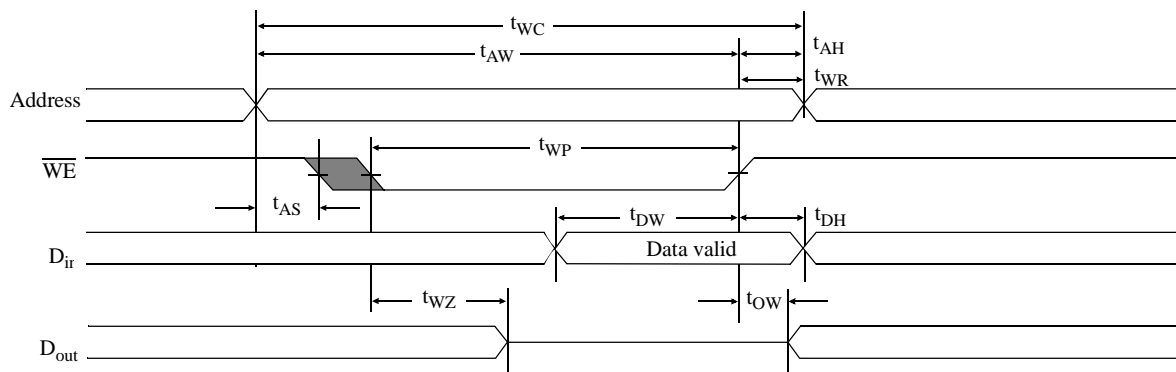 tWC
tAW
tAH
tWR
Address
WE
tWP
tAS
tDW
tDH
Din
Data valid
tWZ
tOW
Dout